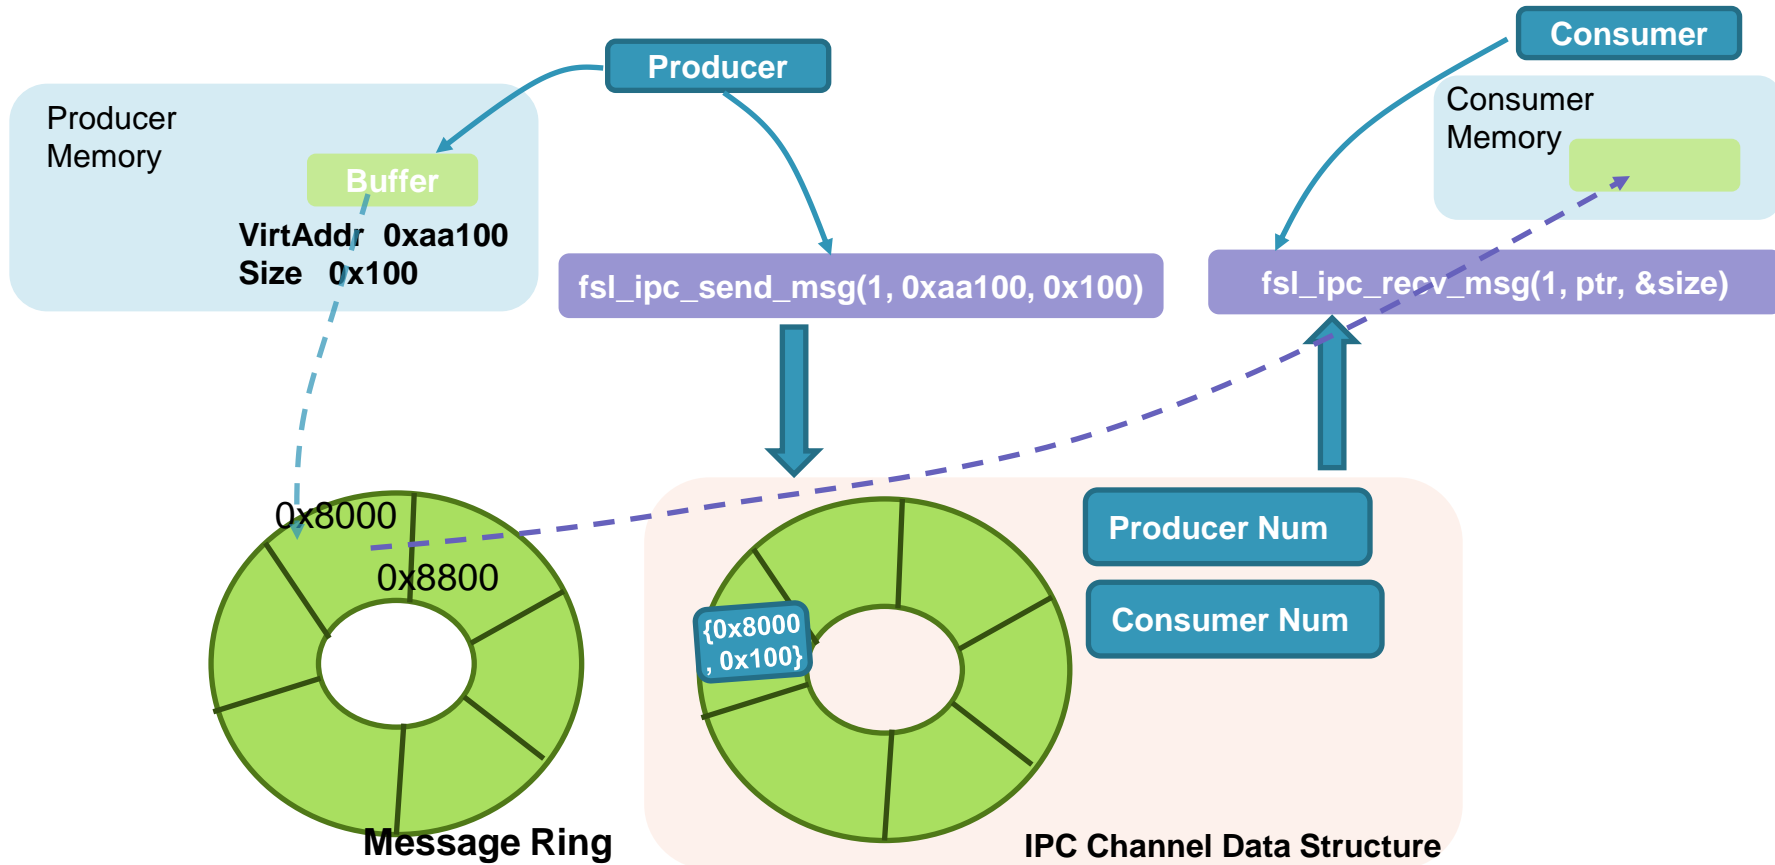 Producer
Consumer
Producer
Memory
Buffer
VirtAddr 0xaa100
Size 0x100
Consumer
Memory
fsl_ipc_send_msg(1, 0xaa100, 0x100)
fsl_ipc_recv_msg(1, ptr, &size)
0x8000
0x8800
Message Ring
{0x8000
, 0x100}
Producer Num
Consumer Num
IPC Channel Data Structure